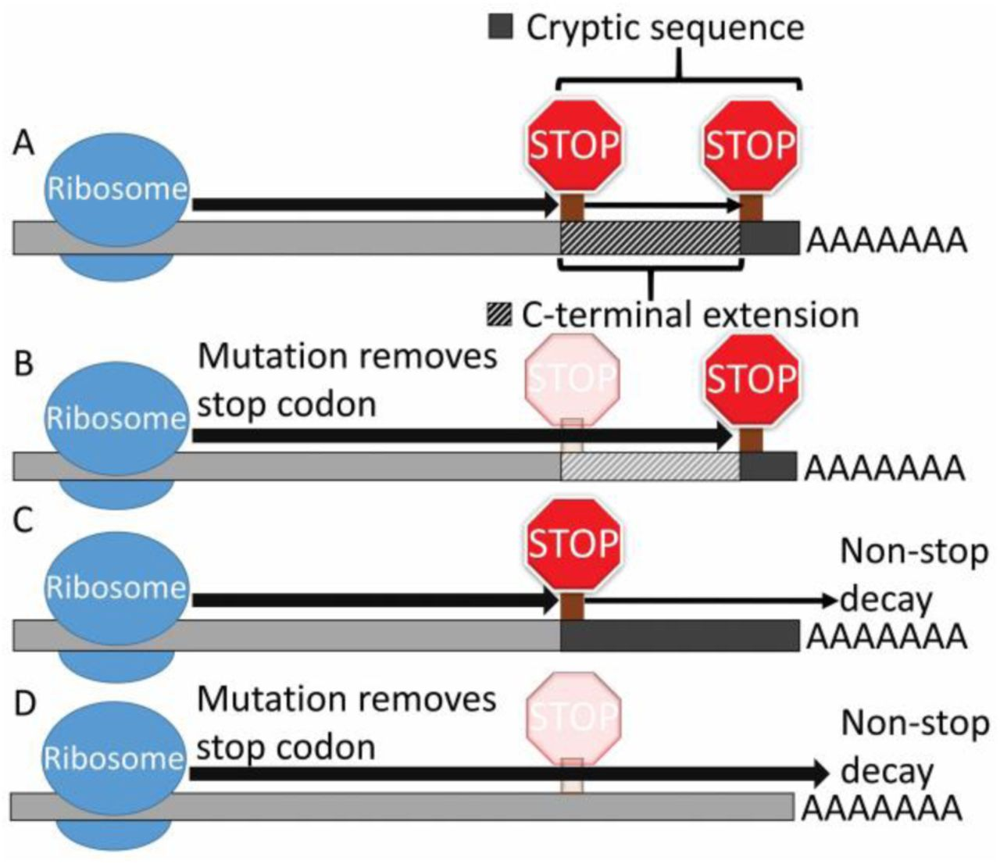 Cryptic sequence
STOP STOP
A
Ribosome
AAAAAAA
C-terminal extension
B
Mutation removes
stop codon
STOP STOP
Ribosome
AAAAAAA
C
STOP
Ribosome
Non-stop
decay
AAAAAAA
D
Mutation removes
stop codon
STOP
Ribosome
Non-stop
decay
AAAAAAA